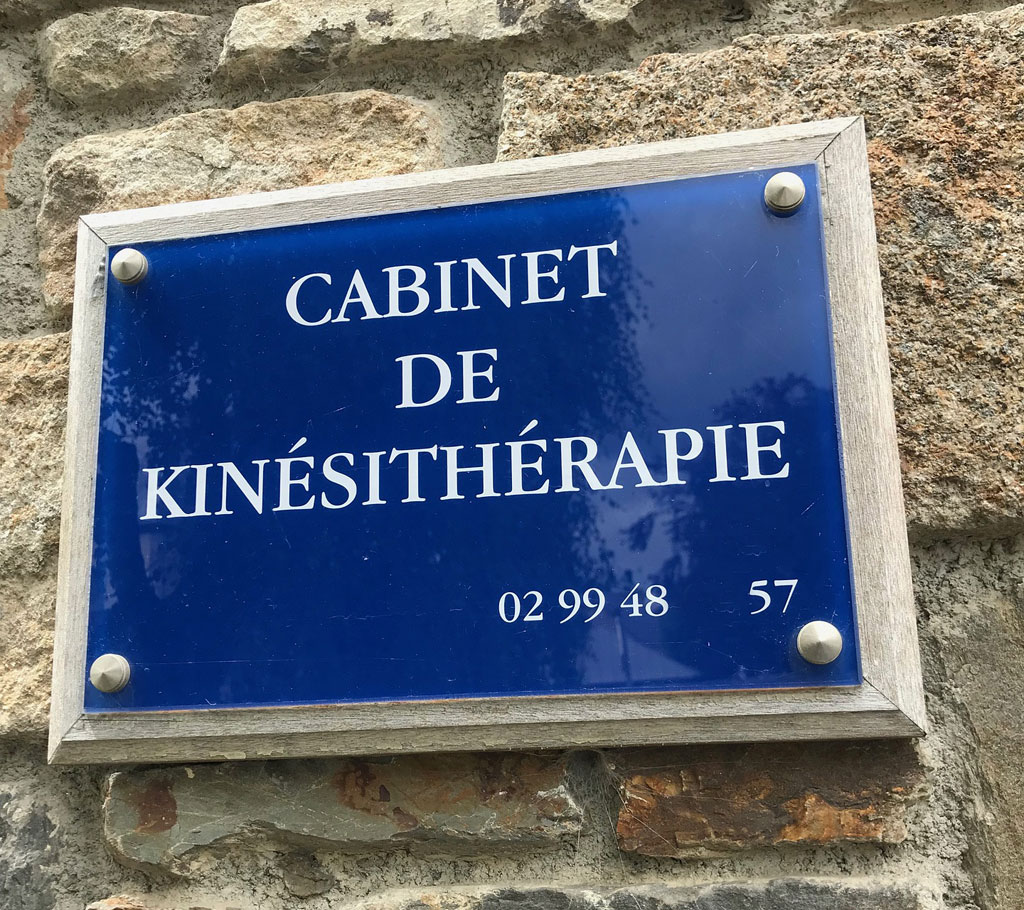 CABINET
DE
KINÉSITHÉRAPIE
02 99 48 57